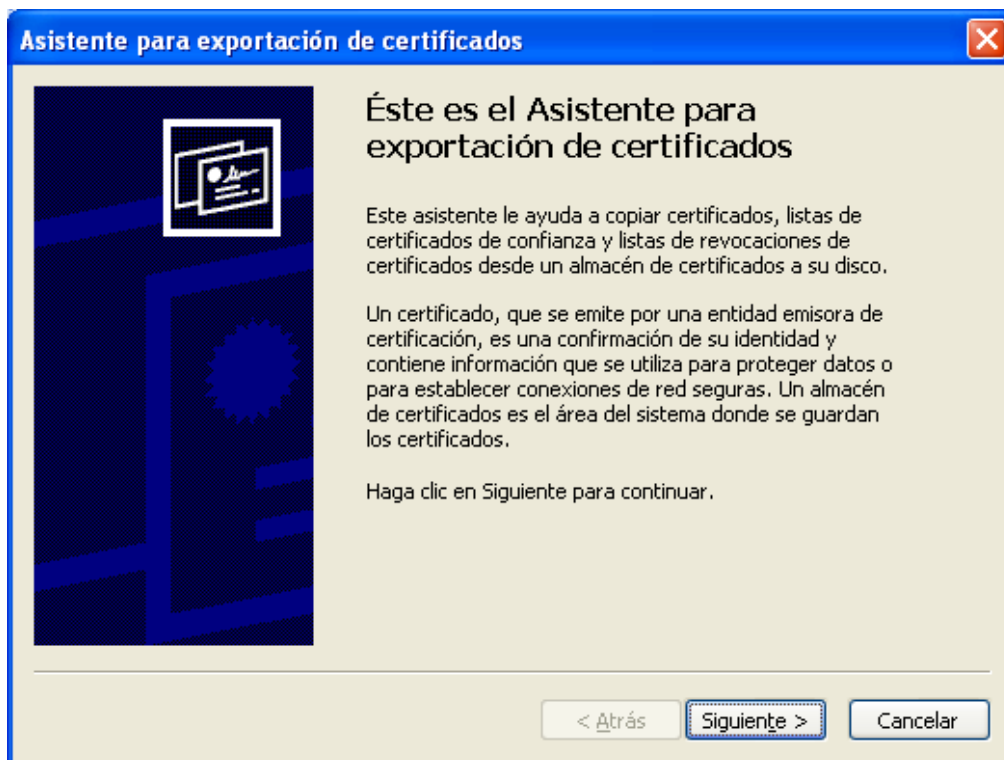 Asistente para exportación de certificados
Éste es el Asistente para
exportación de certificados
Este asistente le ayuda a copiar certificados, listas de
certificados de confianza y listas de revocaciones de
certificados desde un almacén de certificados a su disco.
Un certificado, que se emite por una entidad emisora de
certificación, es una confirmación de su identidad y
contiene información que se utiliza para proteger datos o
para establecer conexiones de red seguras. Un almacén
de certificados es el área del sistema donde se guardan
los certificados.
Haga clic en Siguiente para continuar.
< Atrás Siguiente > Cancelar